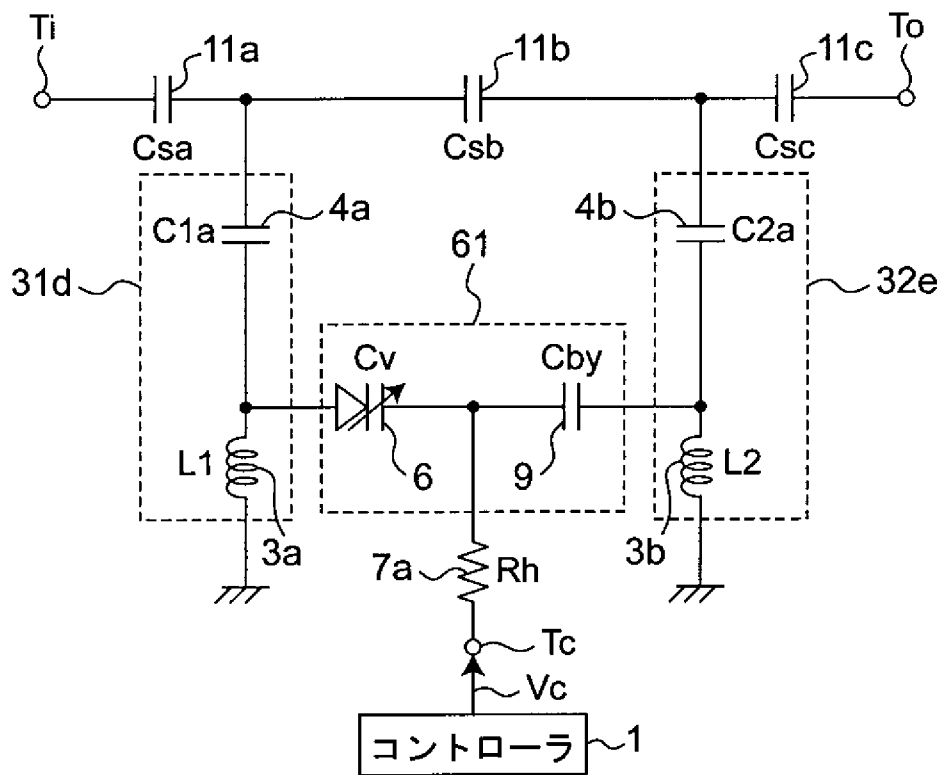 Ti
11a
11b
11c
To
Csa
Csb
Csc
4a
4b
C1a
C2a
31d
61
32e
Cv
Cby
L1
6
9
L2
3a
7a
Rh
3b
Tc
Vc
コントローラ
1